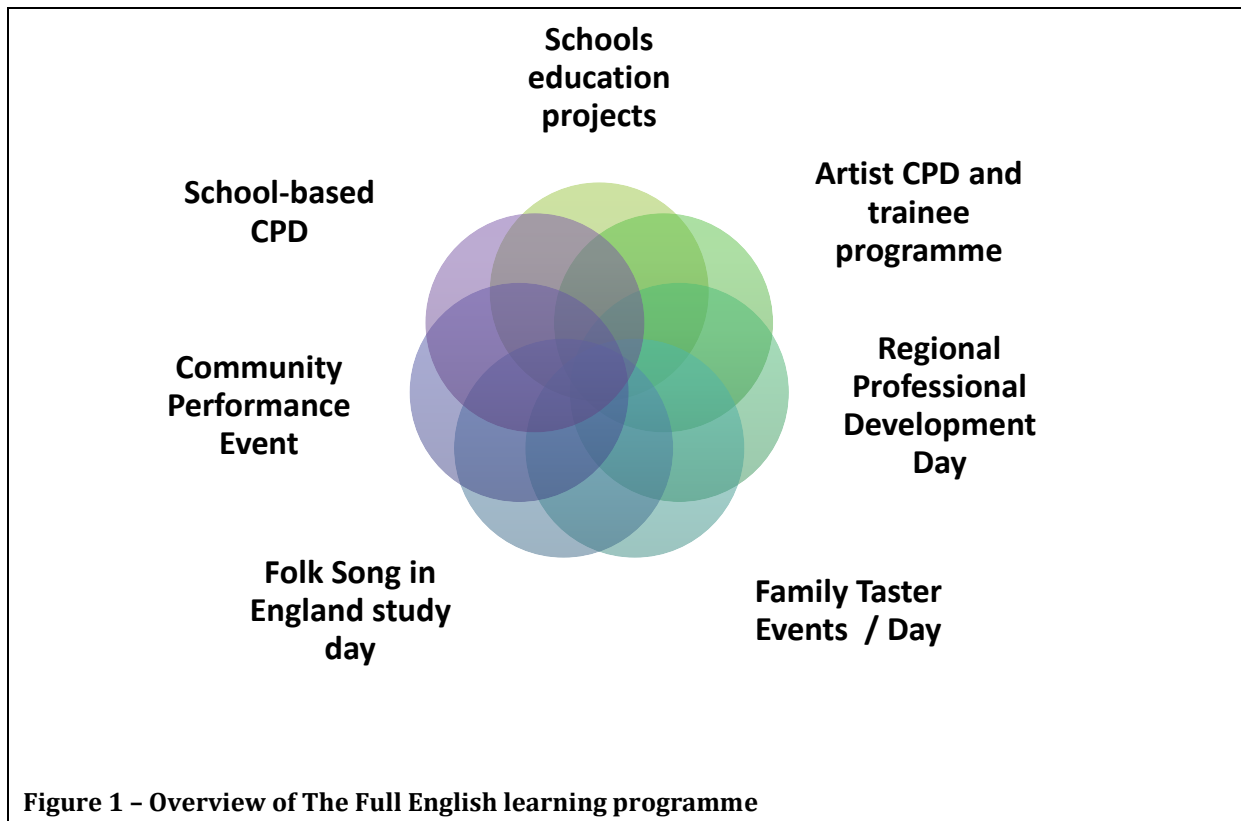 Schools
education
projects
Artist CPD and
trainee
programme
Regional
Professional
Development
Day
Family Taster
Events / Day
Folk Song in
England study
day
Community
Performance
Event
School-based
CPD
Figure 1 – Overview of The Full English learning programme